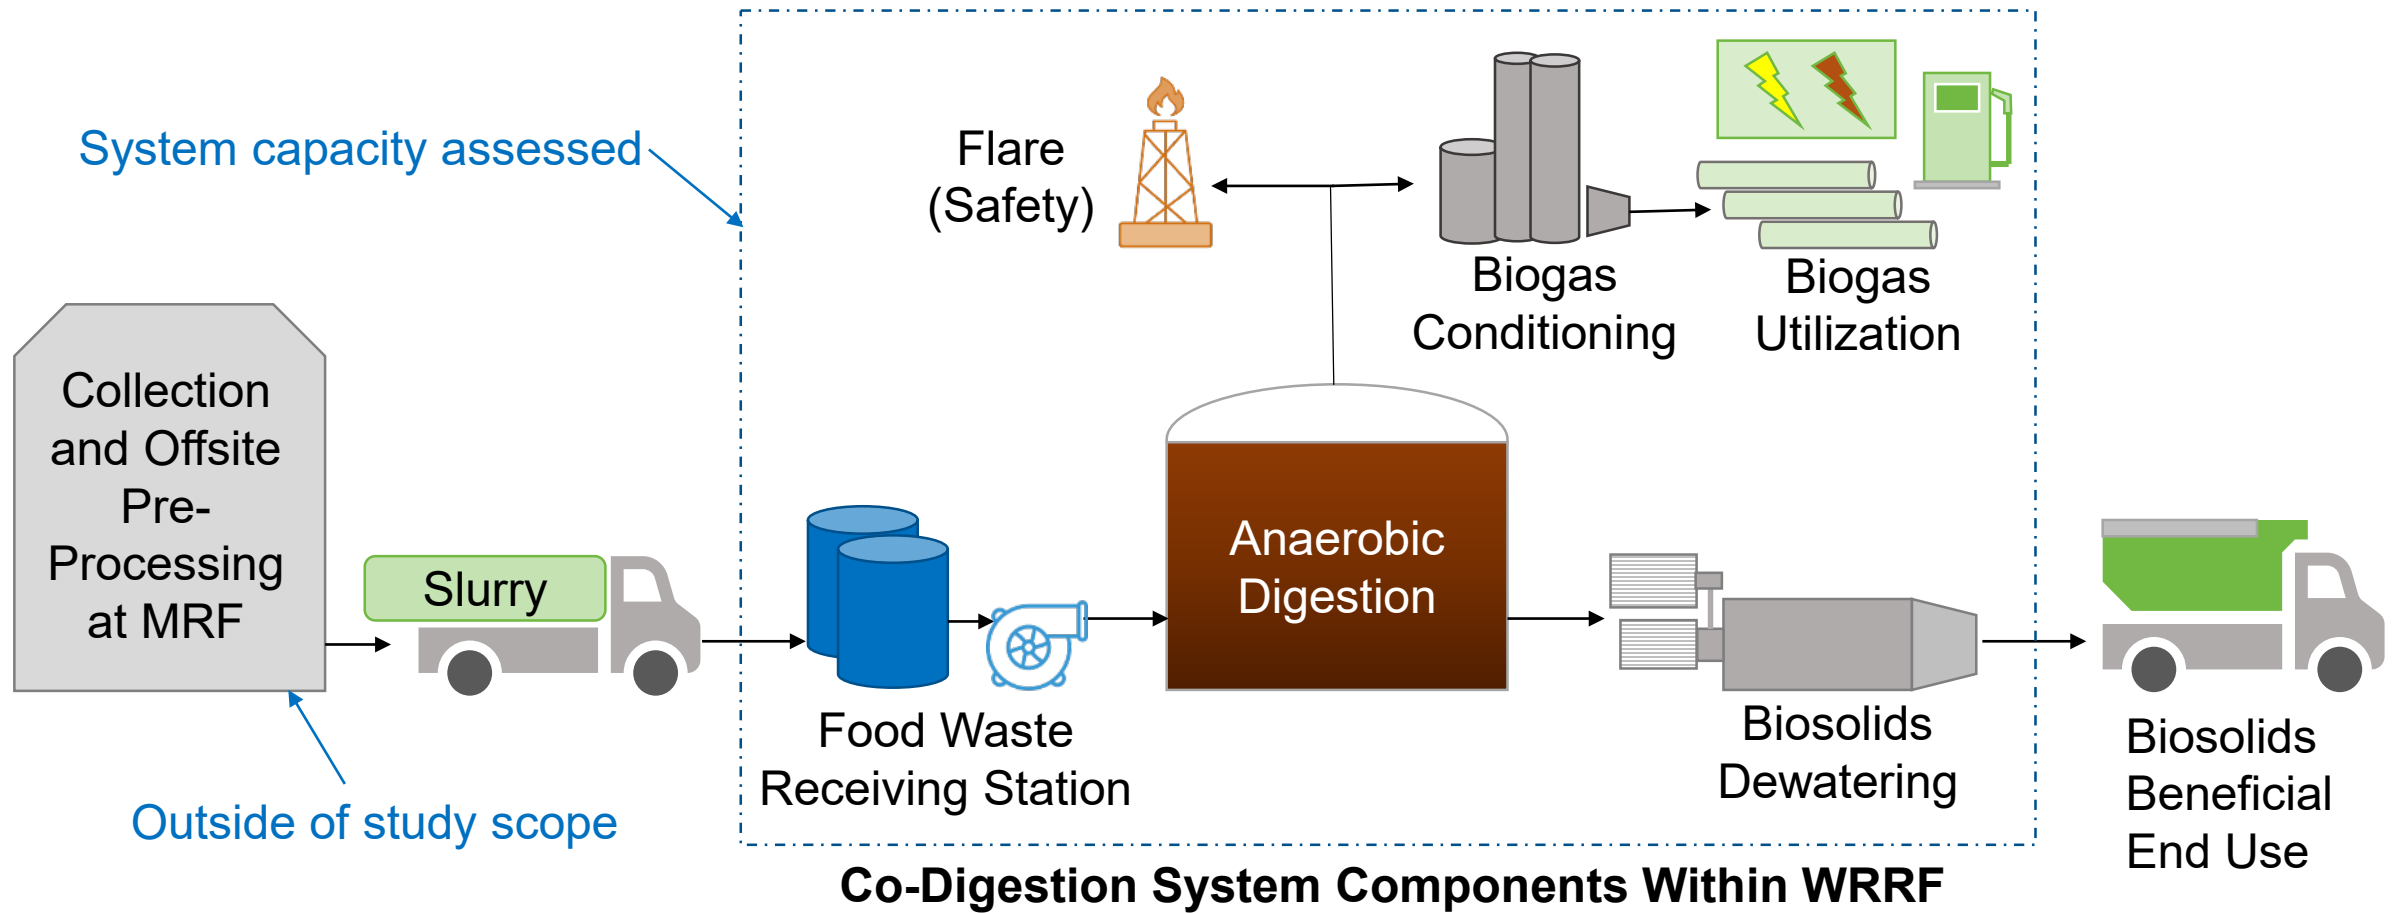 System capacity assessed
Flare
(Safety)
Biogas
Conditioning
Biogas
Utilization
Collection
and Offsite
Pre-
Processing
at MRF
Slurry
Anaerobic
Digestion
Food Waste
Receiving Station
Biosolids
Dewatering
Biosolids
Beneficial
End Use
Outside of study scope
Co-Digestion System Components Within WRRF